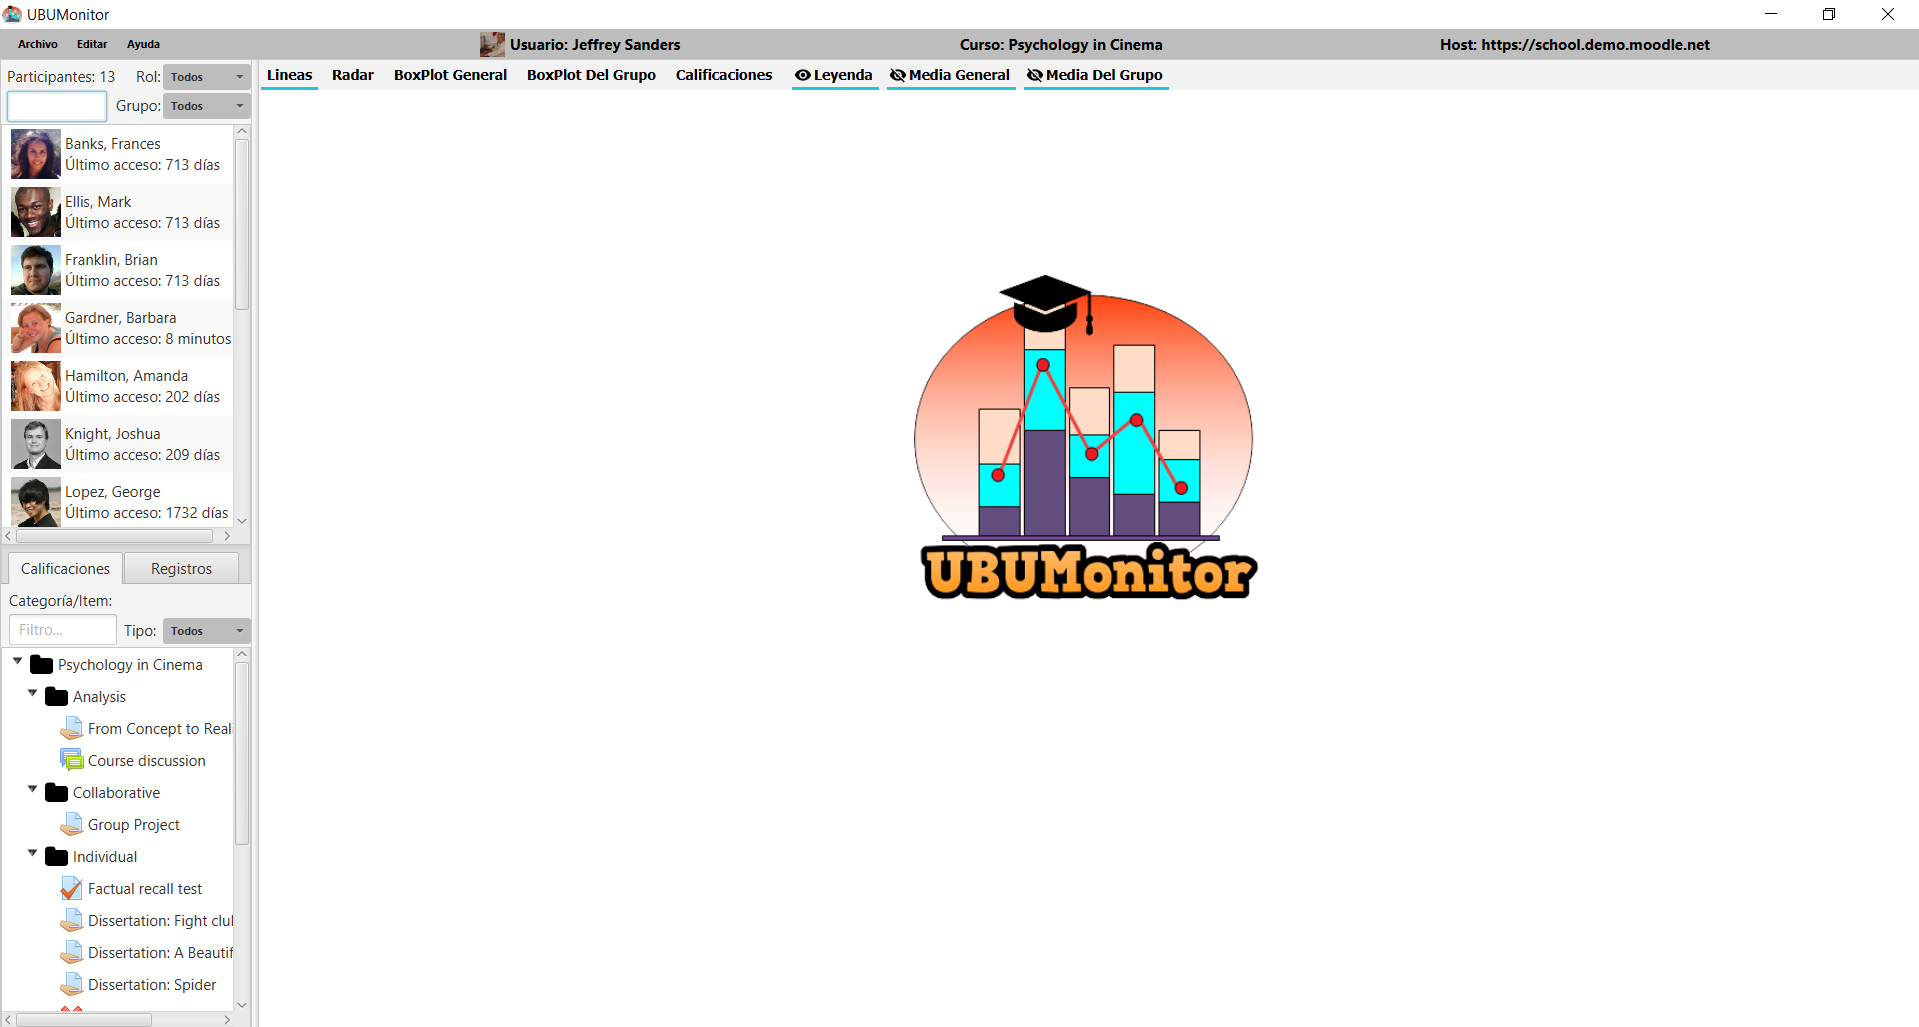 UBUMonitor
Archivo Editar Ayuda Usuario: Jeffrey Sanders Curso: Psychology in Cinema Host: https://school.demo.moodle.net
Participantes: 13 Rol: Todos
Lineas Radar BoxPlot General BoxPlot Del Grupo Calificaciones Leyenda Media General Media Del Grupo
Grupo: Todos
Banks, Frances
Último acceso: 713 días
Ellis, Mark
Último acceso: 713 días
Franklin, Brian
Último acceso: 713 días
Gardner, Barbara
Último acceso: 8 minutos
Hamilton, Amanda
Último acceso: 202 días
Knight, Joshua
Último acceso: 209 días
Lopez, George
Último acceso: 1732 días
UBUMonitor
Calificaciones Registros
Categoría/Item:
Filtro... Tipo: Todos
Psychology in Cinema
Analysis
From Concept to Real
Course discussion
Collaborative
Group Project
Individual
Factual recall test
Dissertation: Fight clu
Dissertation: A Beautif
Dissertation: Spider